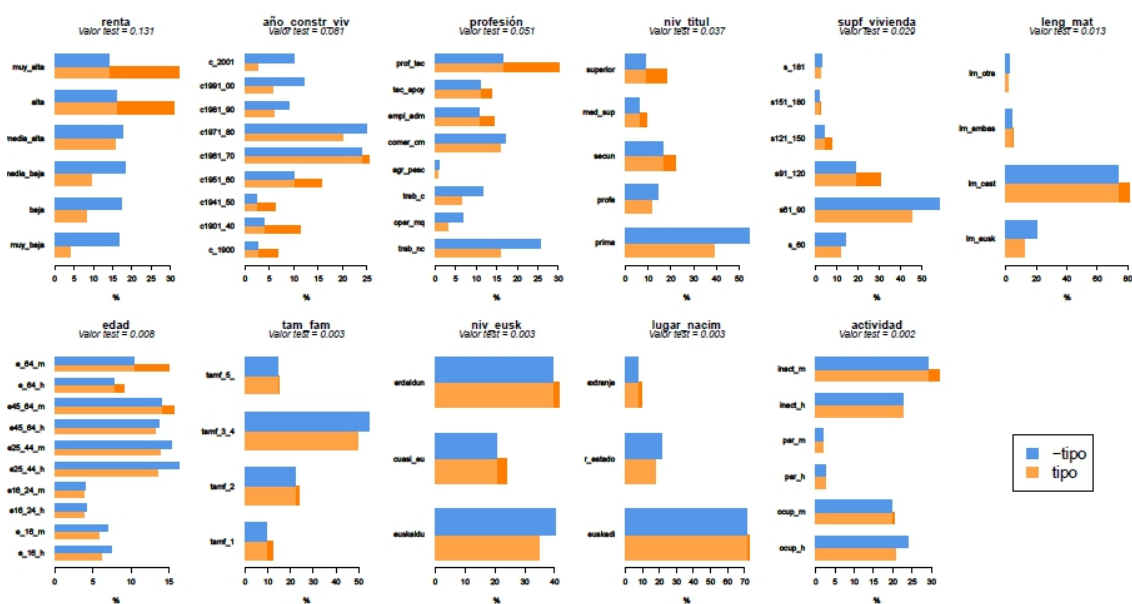 renta
Valor test = 0.131
muy_alta
alta
media_alta
media_baja
baja
muy_baja
0 5 10 15 20 25 30
%
año_constr_viv
Valor test = 0.081
c_2001
c1991_00
c1981_90
c1971_80
c1961_70
c1951_60
c1941_50
c1901_40
c_1900
0 5 10 15 20 25
%
profesión
Valor test = 0.051
prof_tec
tec_apoy
empl_adm
comer_cm
agr_pesc
trab_c
oper_mq
trab_nc
0 5 10 15 20 25 30
%
niv_titul
Valor test = 0.037
superior
med_sup
secun
profe
prima
0 10 20 30 40 50
%
supf_vivienda
Valor test = 0.029
s_181
s151_180
s121_150
s91_120
s61_90
s_60
0 10 20 30 40 50
%
leng_mat
Valor test = 0.013
lm_otra
lm_ambas
lm_cast
lm_eusk
0 20 40 60 80
%
edad
Valor test = 0.008
e_64_m
e_64_h
e45_64_m
e45_64_h
e25_44_m
e25_44_h
e16_24_m
e16_24_h
e_16_m
e_16_h
0 5 10 15
%
tam_fam
Valor test = 0.003
tamf_5_
tamf_3_4
tamf_2
tamf_1
0 10 20 30 40 50
%
niv_eusk
Valor test = 0.003
erdaldun
cuasi_eu
euskaldu
0 10 20 30 40
%
lugar_nacim
Valor test = 0.003
extranje
r_estado
euskadi
0 10 20 30 40 50 60 70
%
actividad
Valor test = 0.002
inact_m
inact_h
par_m
par_h
ocup_m
ocup_h
0 5 10 15 20 25 30
%
−tipo
tipo